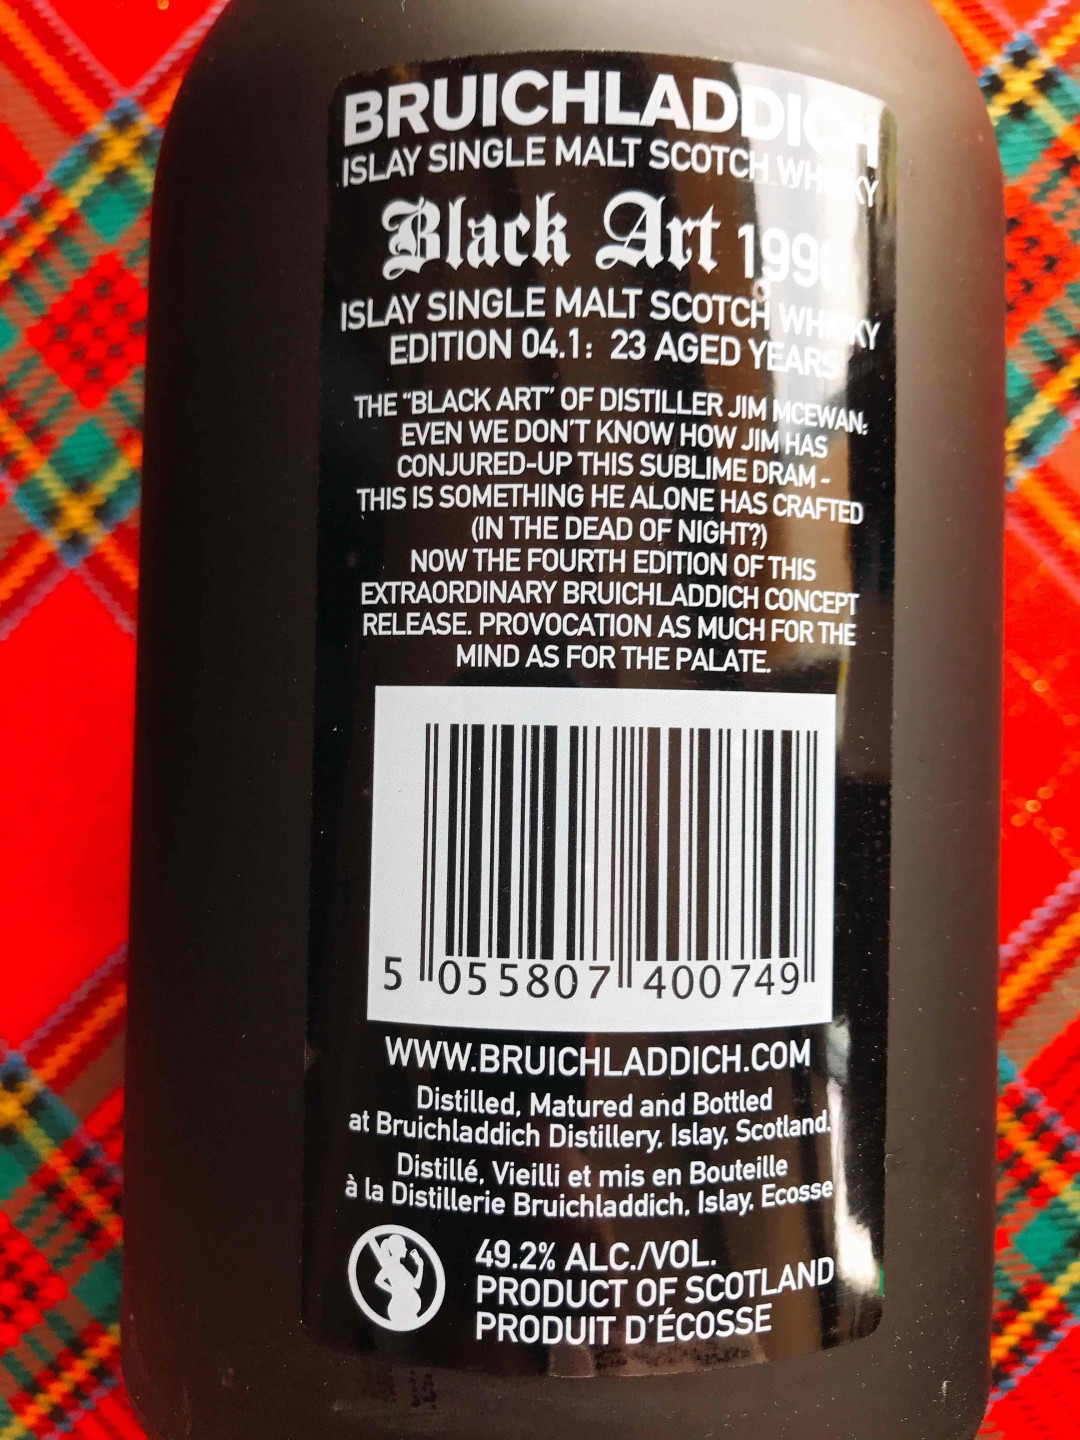 BRUICHLADDICH
ISLAY SINGLE MALT SCOTCH WHISKY
Black Art
ISLAY SINGLE MALT SCOTCH WHISKY
EDITION 04.1: 23 AGED YEARS
THE "BLACK ART" OF DISTILLER JIM MCEWAN:
EVEN WE DON'T KNOW HOW JIM HAS
CONJURED-UP THIS SUBLIME DRAM -
THIS IS SOMETHING HE ALONE HAS CRAFTED
(IN THE DEAD OF NIGHT?)
NOW THE FOURTH EDITION OF THIS
EXTRAORDINARY BRUICHLADDICH CONCEPT
RELEASE. PROVOCATION AS MUCH FOR THE
MIND AS FOR THE PALATE.
5 055807 400749
WWW.BRUICHLADDICH.COM
Distilled, Matured and Bottled
at Bruichladdich Distillery, Islay, Scotland.
Distillé, Vieilli et mis en Bouteille
à la Distillerie Bruichladdich, Islay, Ecosse
49.2% ALC./VOL.
PRODUCT OF SCOTLAND
PRODUIT D'ÉCOSSE